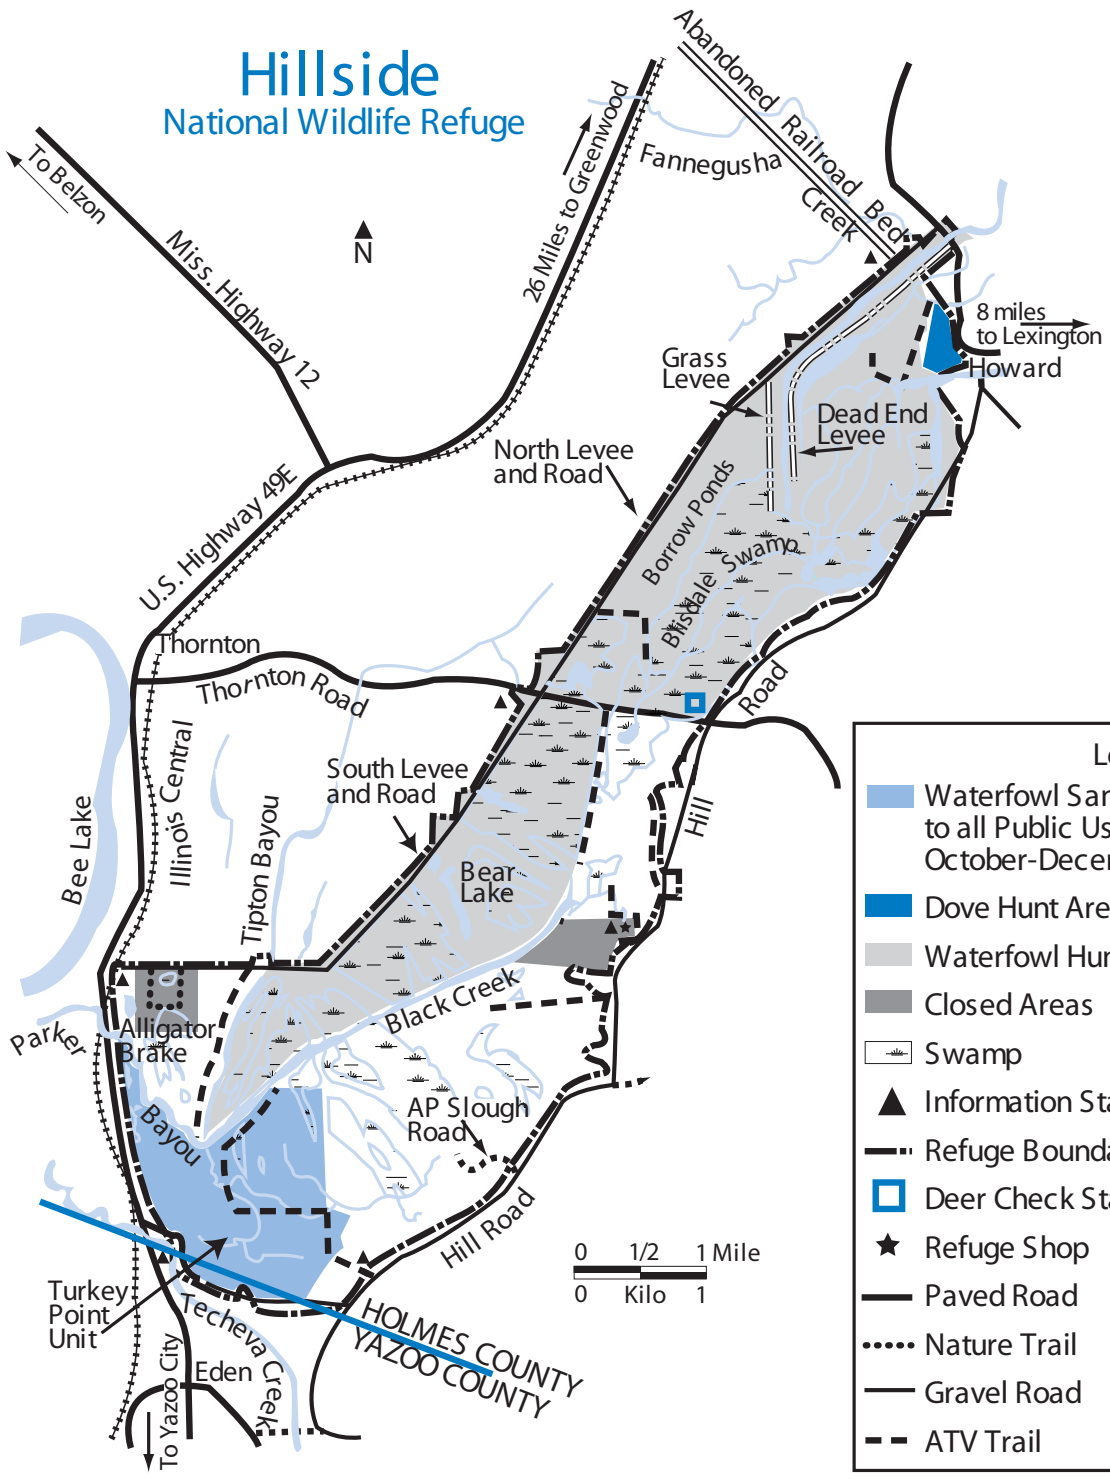 Hillside
National Wildlife Refuge
Abandoned Railroad Bed
Fannegusha
Creek
To Belzon
Miss. Highway 12
N
26 Miles to Greenwood
8 miles
to Lexington
Howard
Grass
Levee
Dead End
Levee
North Levee
and Road
Borrow Ponds
Blisdale Swamp
U.S. Highway 49E
Thornton
Thornton Road
Road
Hill
South Levee
and Road
Illinois Central
Bee Lake
Tipton Bayou
Bear
Lake
Black Creek
Parker
Alligator
Brake
Bayou
AP Slough
Road
Hill Road
0 1/2 1 Mile
0 Kilo 1
Turkey
Point
Unit
Techeva Creek
HOLMES COUNTY
YAZOO COUNTY
Eden
To Yazoo City
Le
Waterfowl San
to all Public Us
October-Decem
Dove Hunt Are
Waterfowl Hun
Closed Areas
Swamp
Information Sta
Refuge Bounda
Deer Check Sta
Refuge Shop
Paved Road
Nature Trail
Gravel Road
ATV Trail